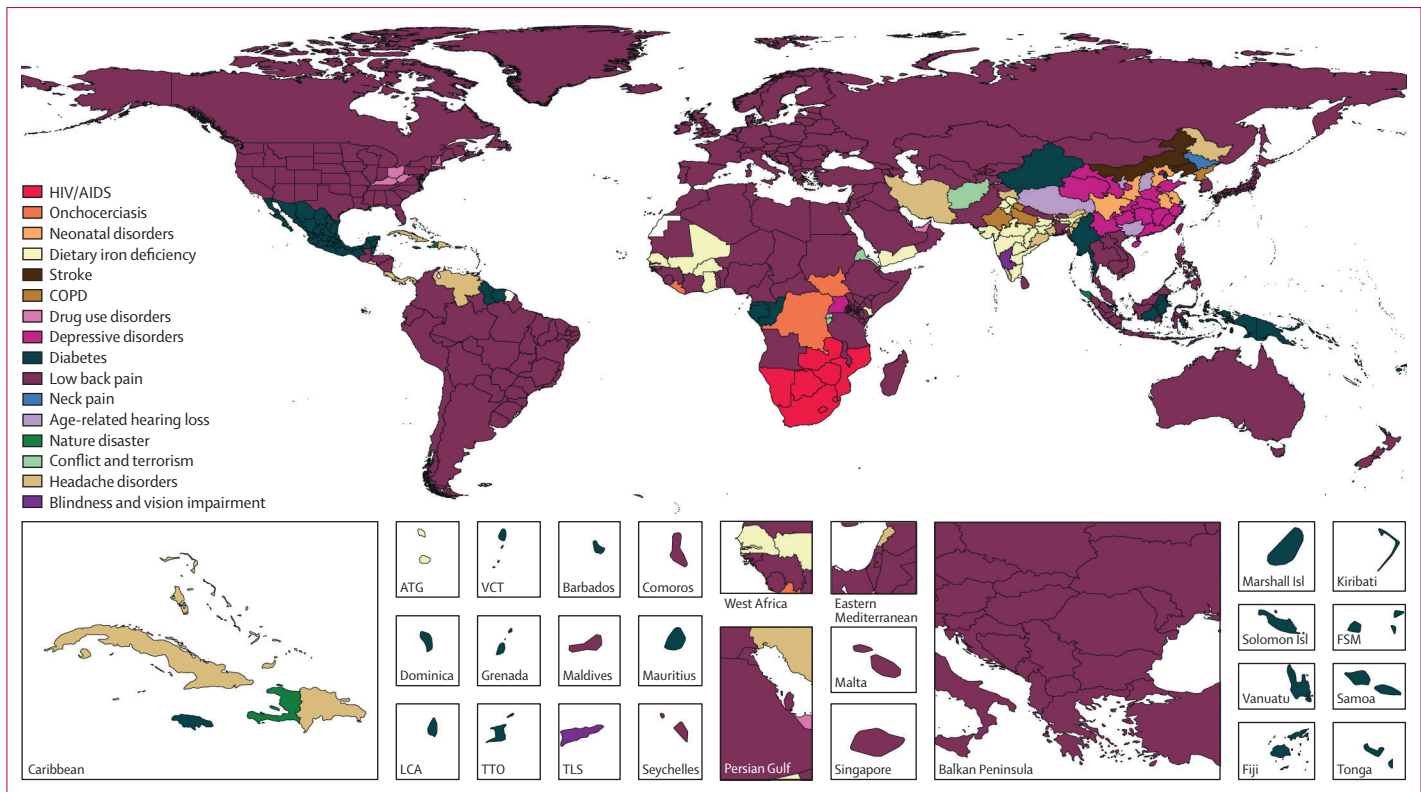 HIV/AIDS
Onchocerciasis
Neonatal disorders
Dietary iron deficiency
Stroke
COPD
Drug use disorders
Depressive disorders
Diabetes
Low back pain
Neck pain
Age-related hearing loss
Nature disaster
Conflict and terrorism
Headache disorders
Blindness and vision impairment
Caribbean
ATG
VCT
Barbados
Comoros
Dominica
Grenada
Maldives
Mauritius
LCA
TTO
TLS
Seychelles
West Africa
Eastern
Mediterranean
Persian Gulf
Malta
Singapore
Balkan Peninsula
Marshall Isl
Kiribati
Solomon Isl
FSM
Vanuatu
Samoa
Fiji
Tonga